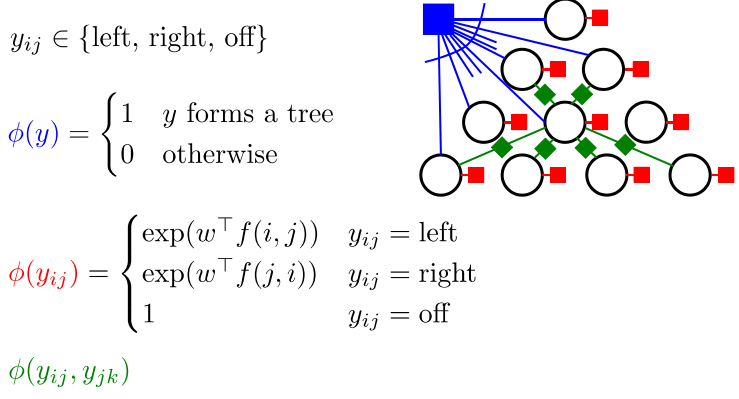 y_{ij} ∈ {left, right, off}
ϕ(y) = { 1 y forms a tree
0 otherwise
ϕ(y_{ij}) = { exp(w^⊤ f(i, j)) y_{ij} = left
exp(w^⊤ f(j, i)) y_{ij} = right
1 y_{ij} = off
ϕ(y_{ij}, y_{jk})